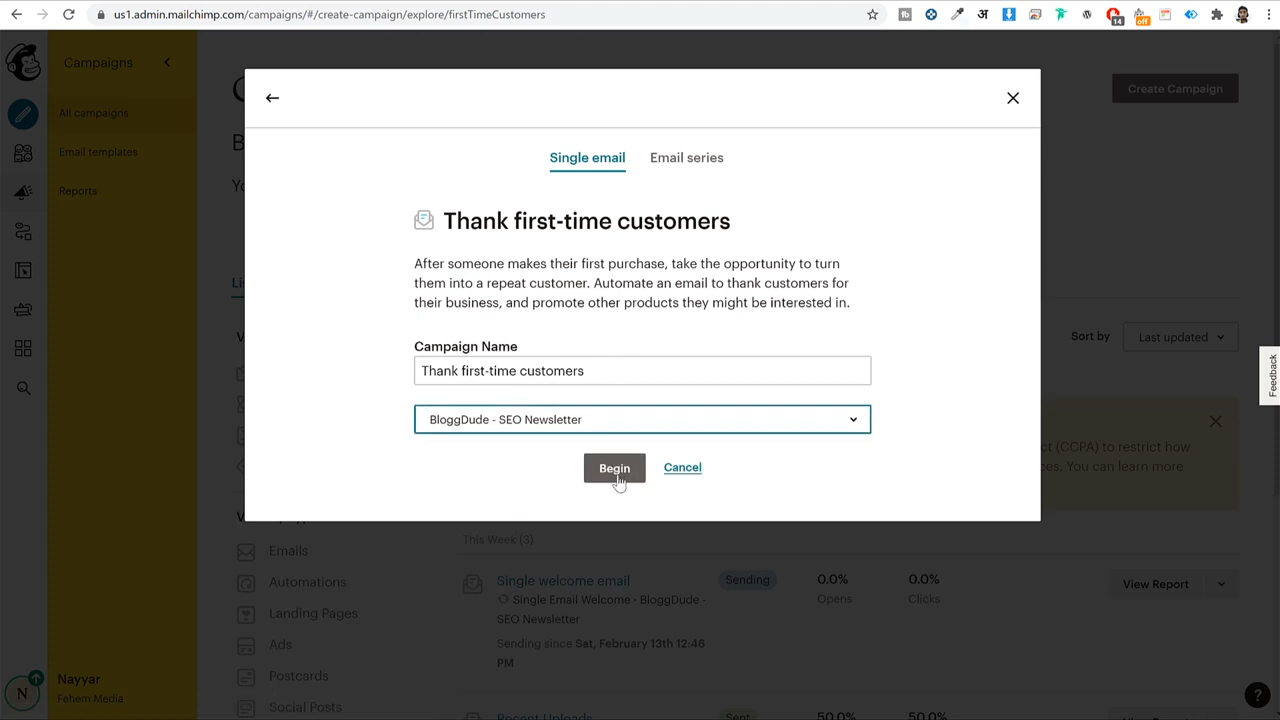 us1.admin.mailchimp.com/campaigns/#/create-campaign/explore/firstTimeCustomers
14
off
Campaigns
All campaigns
Email templates
Reports
Create Campaign
Single email
Email series
Thank first-time customers
After someone makes their first purchase, take the opportunity to turn
them into a repeat customer. Automate an email to thank customers for
their business, and promote other products they might be interested in.
Campaign Name
Thank first-time customers
BloggDude - SEO Newsletter
Begin
Cancel
Sort by
Last updated
Feedback
ct (CCPA) to restrict how
ces. You can learn more
This Week (3)
Emails
Automations
Landing Pages
Ads
Postcards
Social Posts
Single welcome email
Single Email Welcome - BloggDude -
SEO Newsletter
Sending since Sat, February 13th 12:46
PM
Sending
0.0%
Opens
0.0%
Clicks
View Report
Recent Uploads
Sent
50.0%
50.0%
N
Nayyar
Fehem Media
?